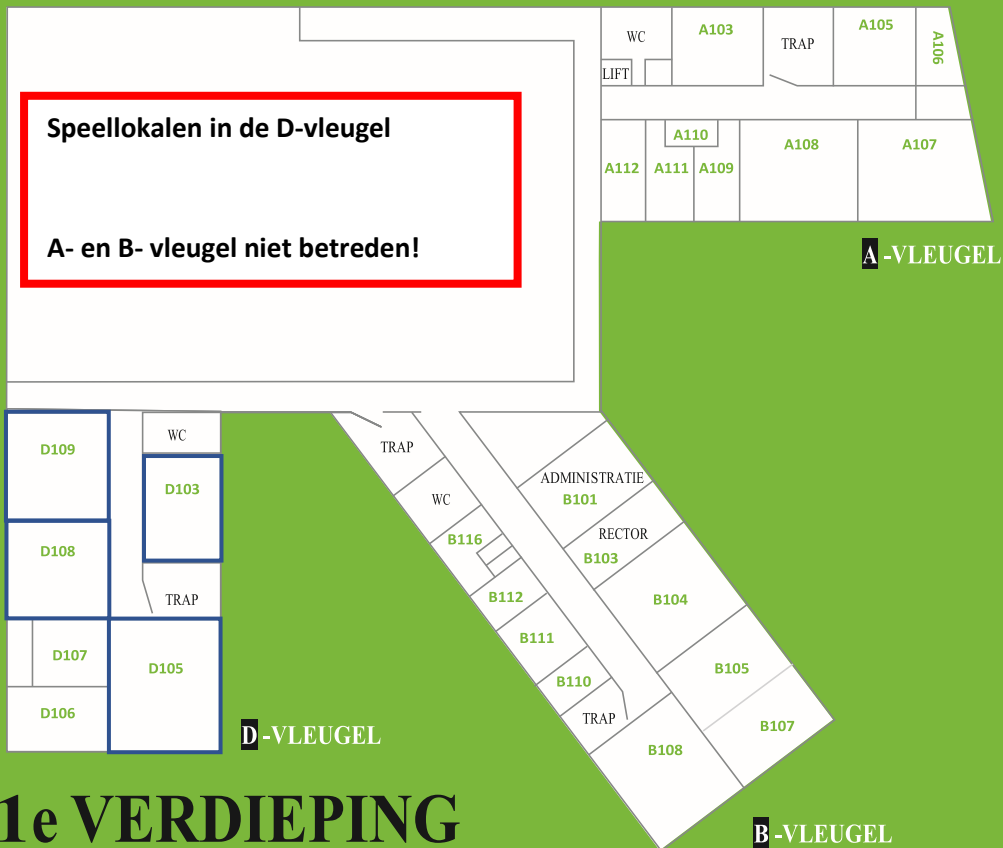 WC
A103
TRAP
A105
A106
LIFT
Speellokalen in de D-vleugel
A- en B- vleugel niet betreden!
A110
A112
A111
A109
A108
A107
A -VLEUGEL
D109
WC
D103
D108
TRAP
D107
D105
D106
D -VLEUGEL
TRAP
WC
ADMINISTRATIE
B101
B116
RECTOR
B103
B112
B104
B111
B105
B110
TRAP
B107
B108
1e VERDIEPING
B -VLEUGEL